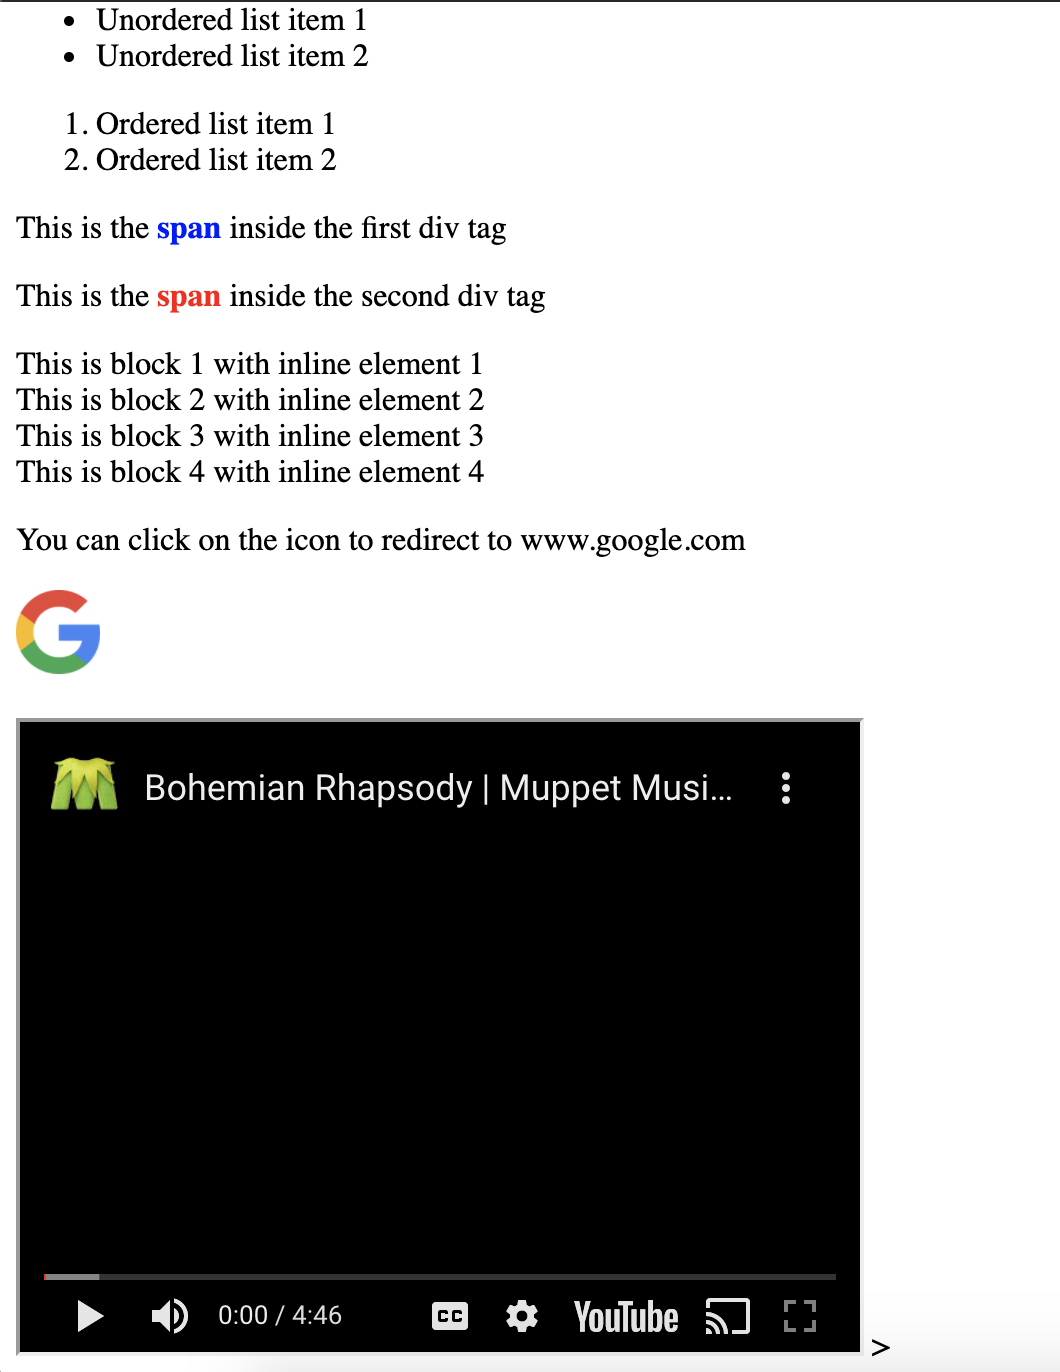 • Unordered list item 1
• Unordered list item 2
1. Ordered list item 1
2. Ordered list item 2
This is the span inside the first div tag
This is the span inside the second div tag
This is block 1 with inline element 1
This is block 2 with inline element 2
This is block 3 with inline element 3
This is block 4 with inline element 4
You can click on the icon to redirect to www.google.com
G
Bohemian Rhapsody | Muppet Musi...
0:00 / 4:46 CC YouTube
>